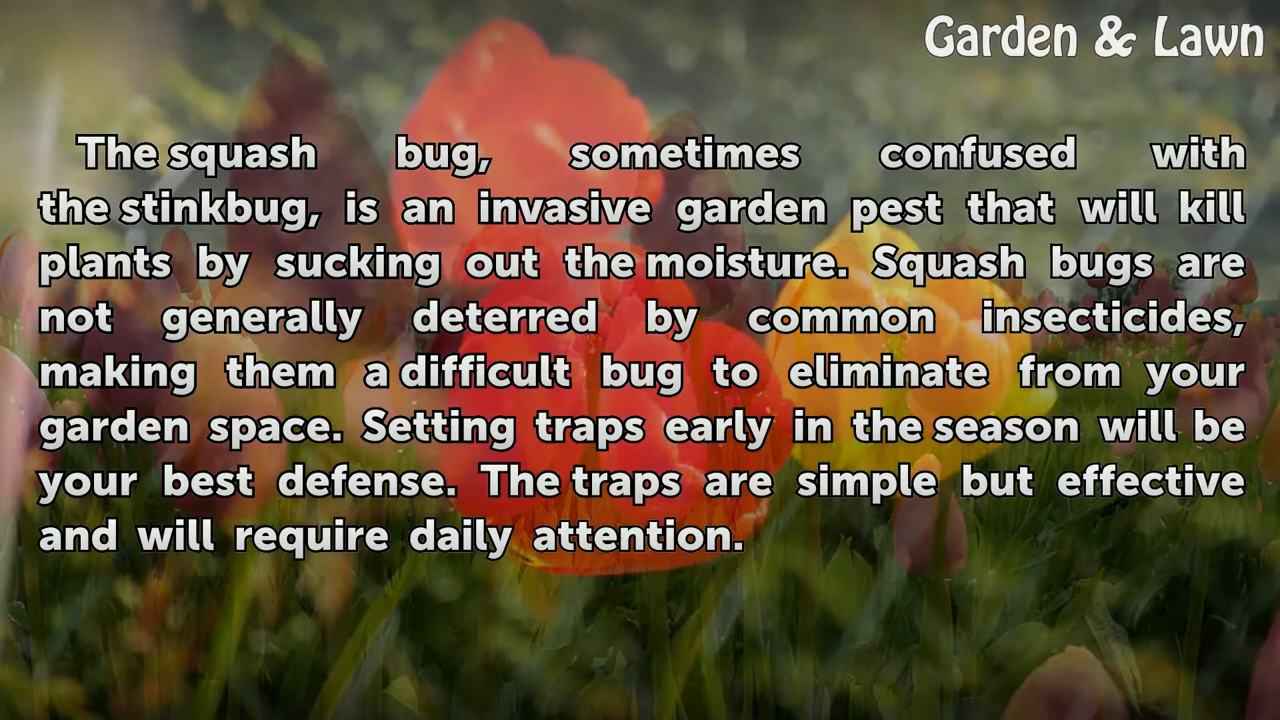 Garden & Lawn
The squash bug, sometimes confused with
the stinkbug, is an invasive garden pest that will kill
plants by sucking out the moisture. Squash bugs are
not generally deterred by common insecticides,
making them a difficult bug to eliminate from your
garden space. Setting traps early in the season will be
your best defense. The traps are simple but effective
and will require daily attention.